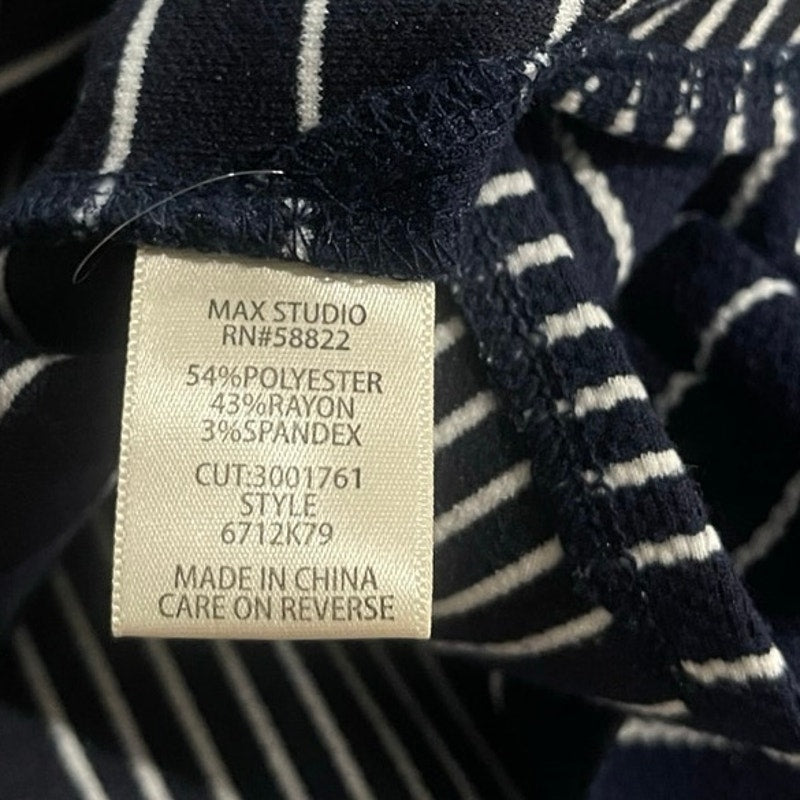 MAX STUDIO
RN#58822
54%POLYESTER
43%RAYON
3%SPANDEX
CUT:3001761
STYLE
6712K79
MADE IN CHINA
CARE ON REVERSE